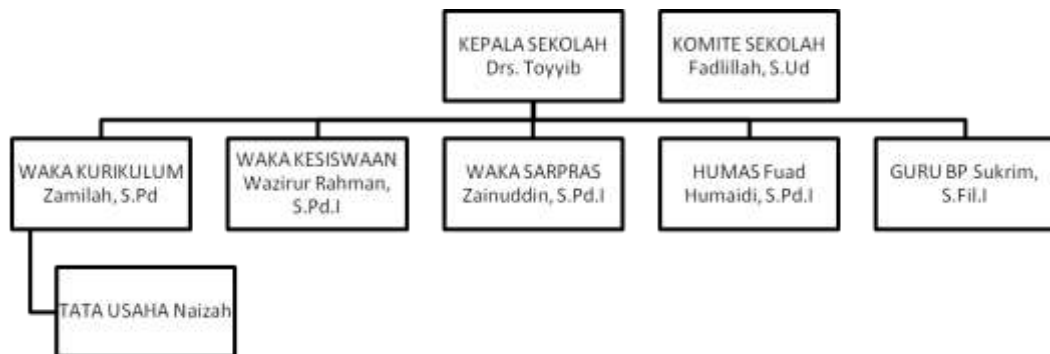 KEPALA SEKOLAH
Drs. Toyyib
KOMITE SEKOLAH
Fadlillah, S.Ud
WAKA KURIKULUM
Zamilah, S.Pd
WAKA KESISWAAN
Wazirur Rahman,
S.Pd.I
WAKA SARPRAS
Zainuddin, S.Pd.I
HUMAS Fuad
Humaidi, S.Pd.I
GURU BP Sukrim,
S.Fil.I
TATA USAHA Naizah